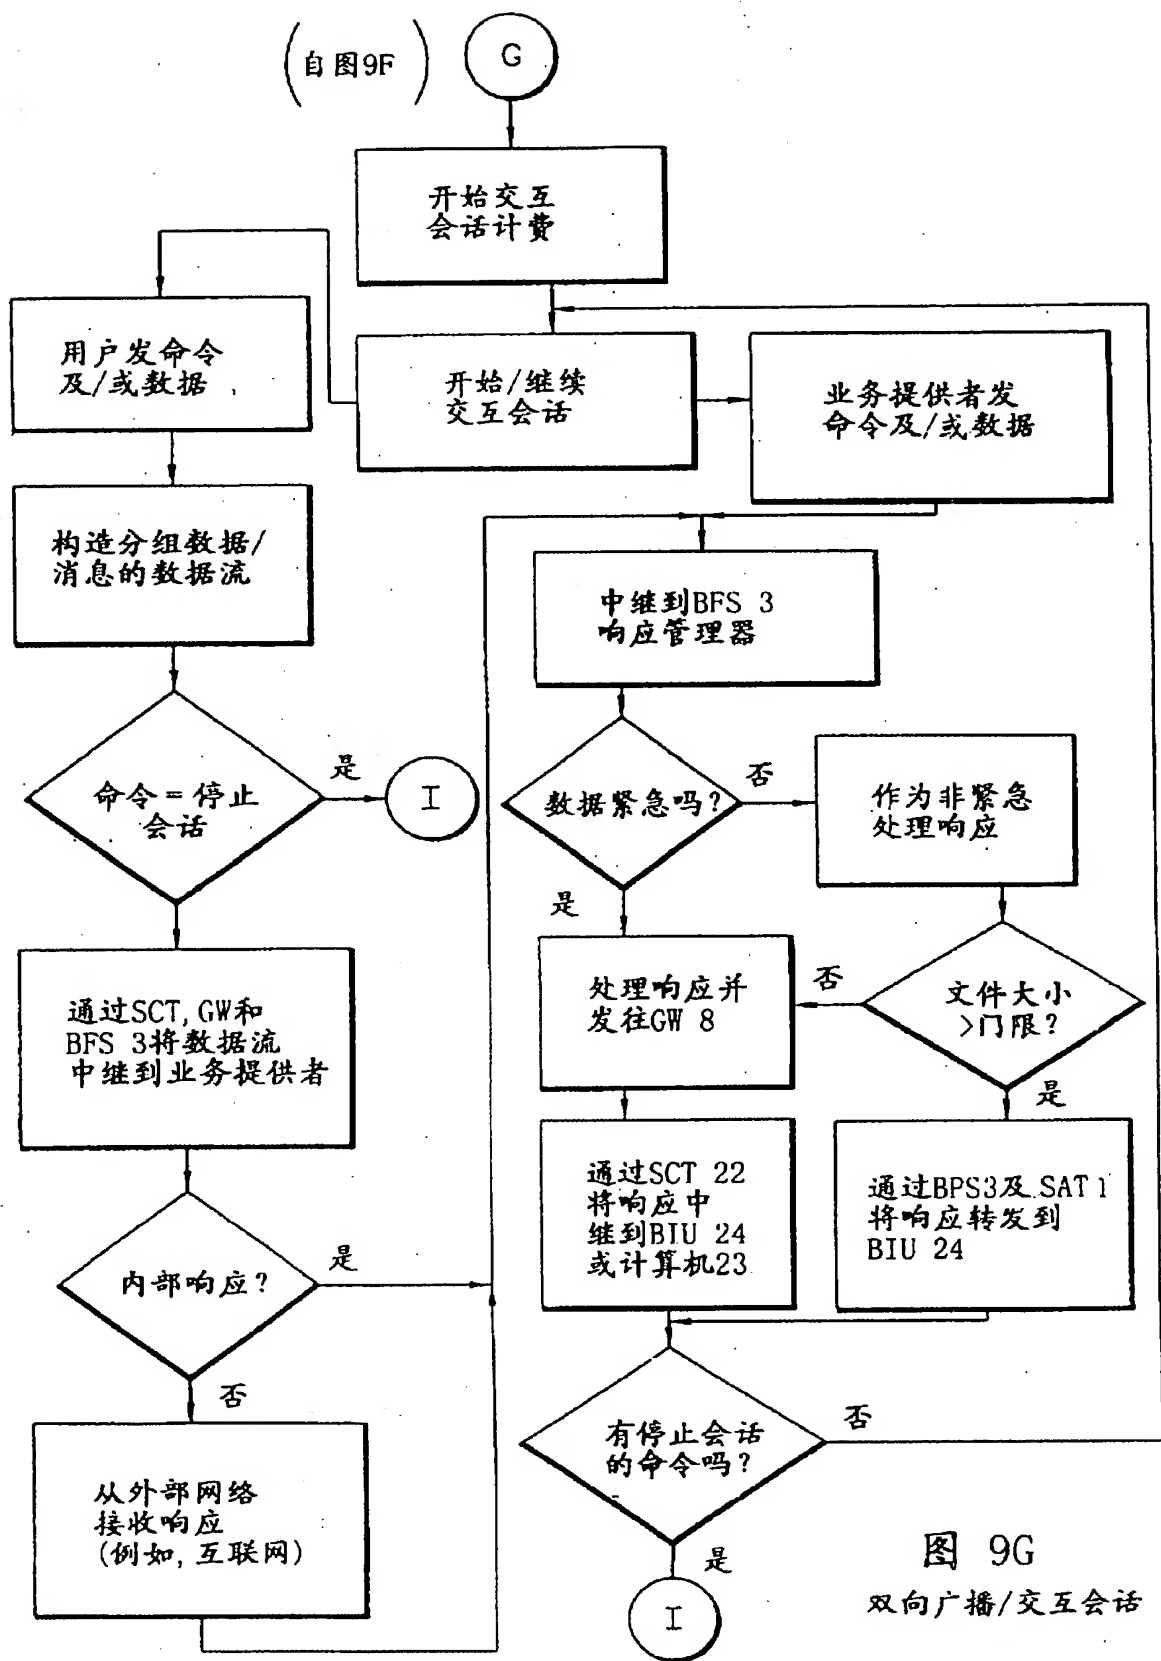 (自图9F)
G
开始交互
会话计费
用户发命令
及/或数据
开始/继续
交互会话
业务提供者发
命令及/或数据
构造分组数据/
消息的数据流
中继到BFS 3
响应管理器
命令=停止
会话
是
I
数据紧急吗?
否
作为非紧急
处理响应
是
通过SCT,GW和
BFS 3将数据流
中继到业务提供者
处理响应并
发往GW 8
否
文件大小
>门限?
是
通过SCT 22
将响应中
继到BIU 24
或计算机23
通过BPS3及SAT1
将响应转发到
BIU 24
内部响应?
是
否
从外部网络
接收响应
(例如,互联网)
有停止会话
的命令吗?
否
是
I
图 9G
双向广播/交互会话